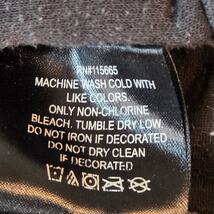 RN#115665
MACHINE WASH COLD WITH
LIKE COLORS.
ONLY NON-CHLORINE
BLEACH. TUMBLE DRY LOW
DO NOT IRON IF DECORATED
DO NOT DRY CLEAN
IF DECORATED